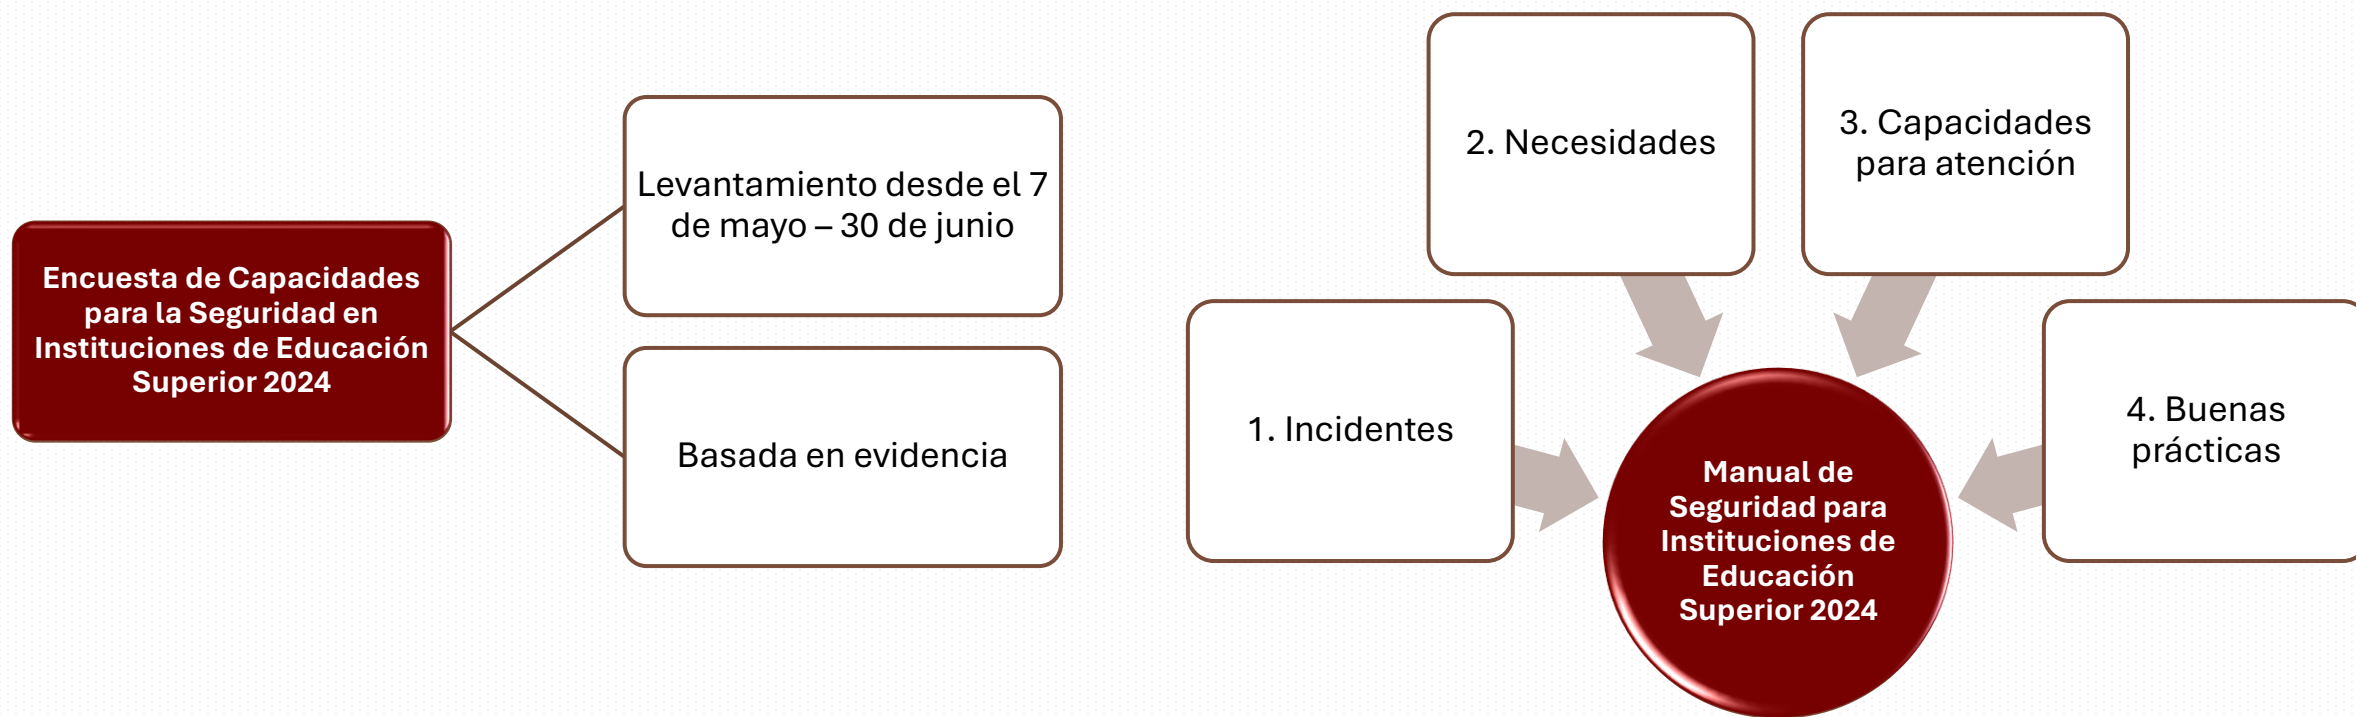 Encuesta de Capacidades
para la Seguridad en
Instituciones de Educación
Superior 2024
Levantamiento desde el 7
de mayo – 30 de junio
Basada en evidencia
1. Incidentes
2. Necesidades
3. Capacidades
para atención
4. Buenas
prácticas
Manual de
Seguridad para
Instituciones de
Educación
Superior 2024